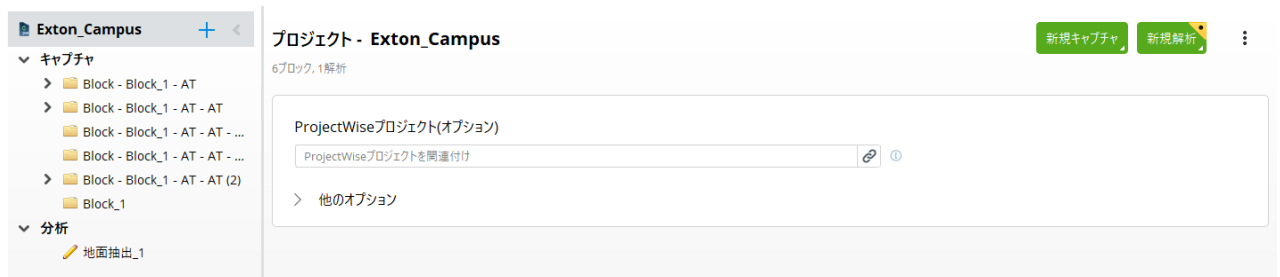 Exton_Campus
キャプチャ
Block - Block_1 - AT
Block - Block_1 - AT - AT
Block - Block_1 - AT - AT - ...
Block - Block_1 - AT - AT - ...
Block - Block_1 - AT - AT (2)
Block_1
分析
地面抽出_1
プロジェクト - Exton_Campus
6ブロック, 1解析
新規キャプチャ
新規解析
ProjectWiseプロジェクト(オプション)
ProjectWiseプロジェクトを関連付け
他のオプション